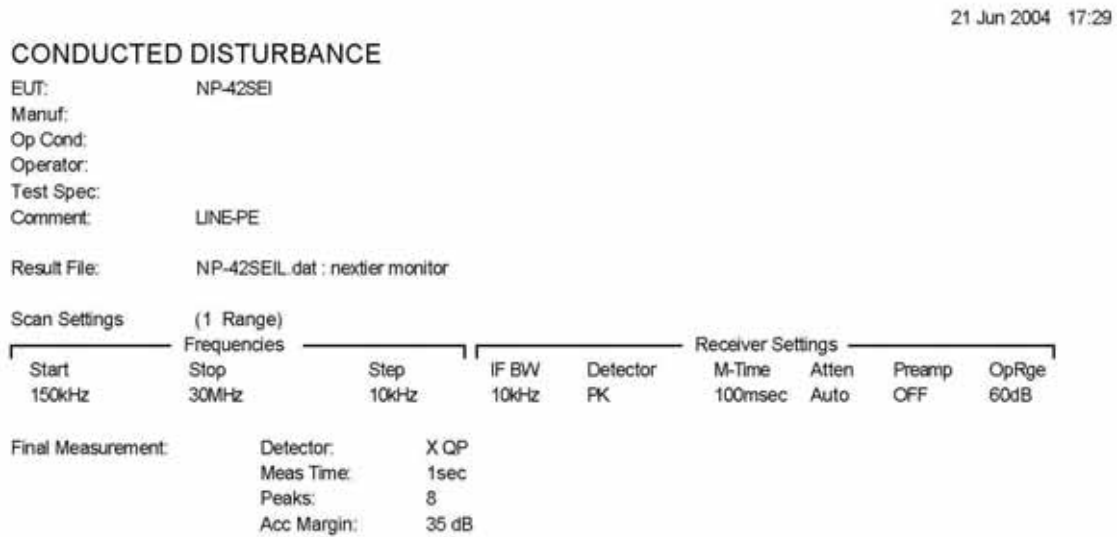 21 Jun 2004 17:29
CONDUCTED DISTURBANCE
EUT: NP-42SEI
Manuf:
Op Cond:
Operator:
Test Spec:
Comment: LINE-PE
Result File: NP-42SEIL.dat : nextier monitor
Scan Settings (1 Range)
Frequencies Receiver Settings
Start Stop Step IF BW Detector M-Time Atten Preamp OpRge
150kHz 30MHz 10kHz 10kHz PK 100msec Auto OFF 60dB
Final Measurement: Detector: X QP
Meas Time: 1sec
Peaks: 8
Acc Margin: 35 dB